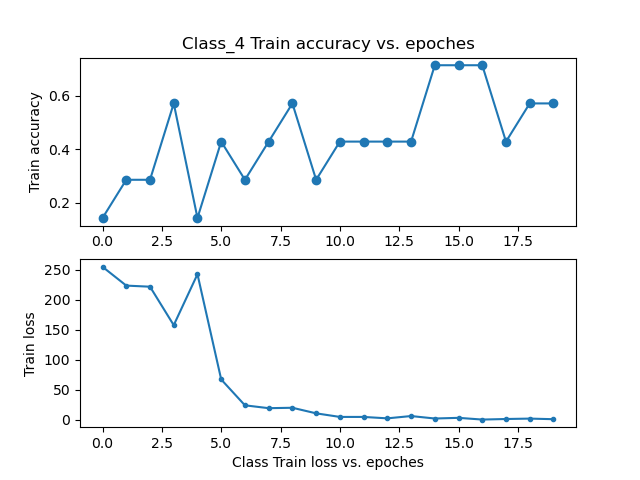 Class_4 Train accuracy vs. epoches
Train accuracy
0.6
0.4
0.2
0.0 2.5 5.0 7.5 10.0 12.5 15.0 17.5
Train loss
250
200
150
100
50
0
0.0 2.5 5.0 7.5 10.0 12.5 15.0 17.5
Class Train loss vs. epoches